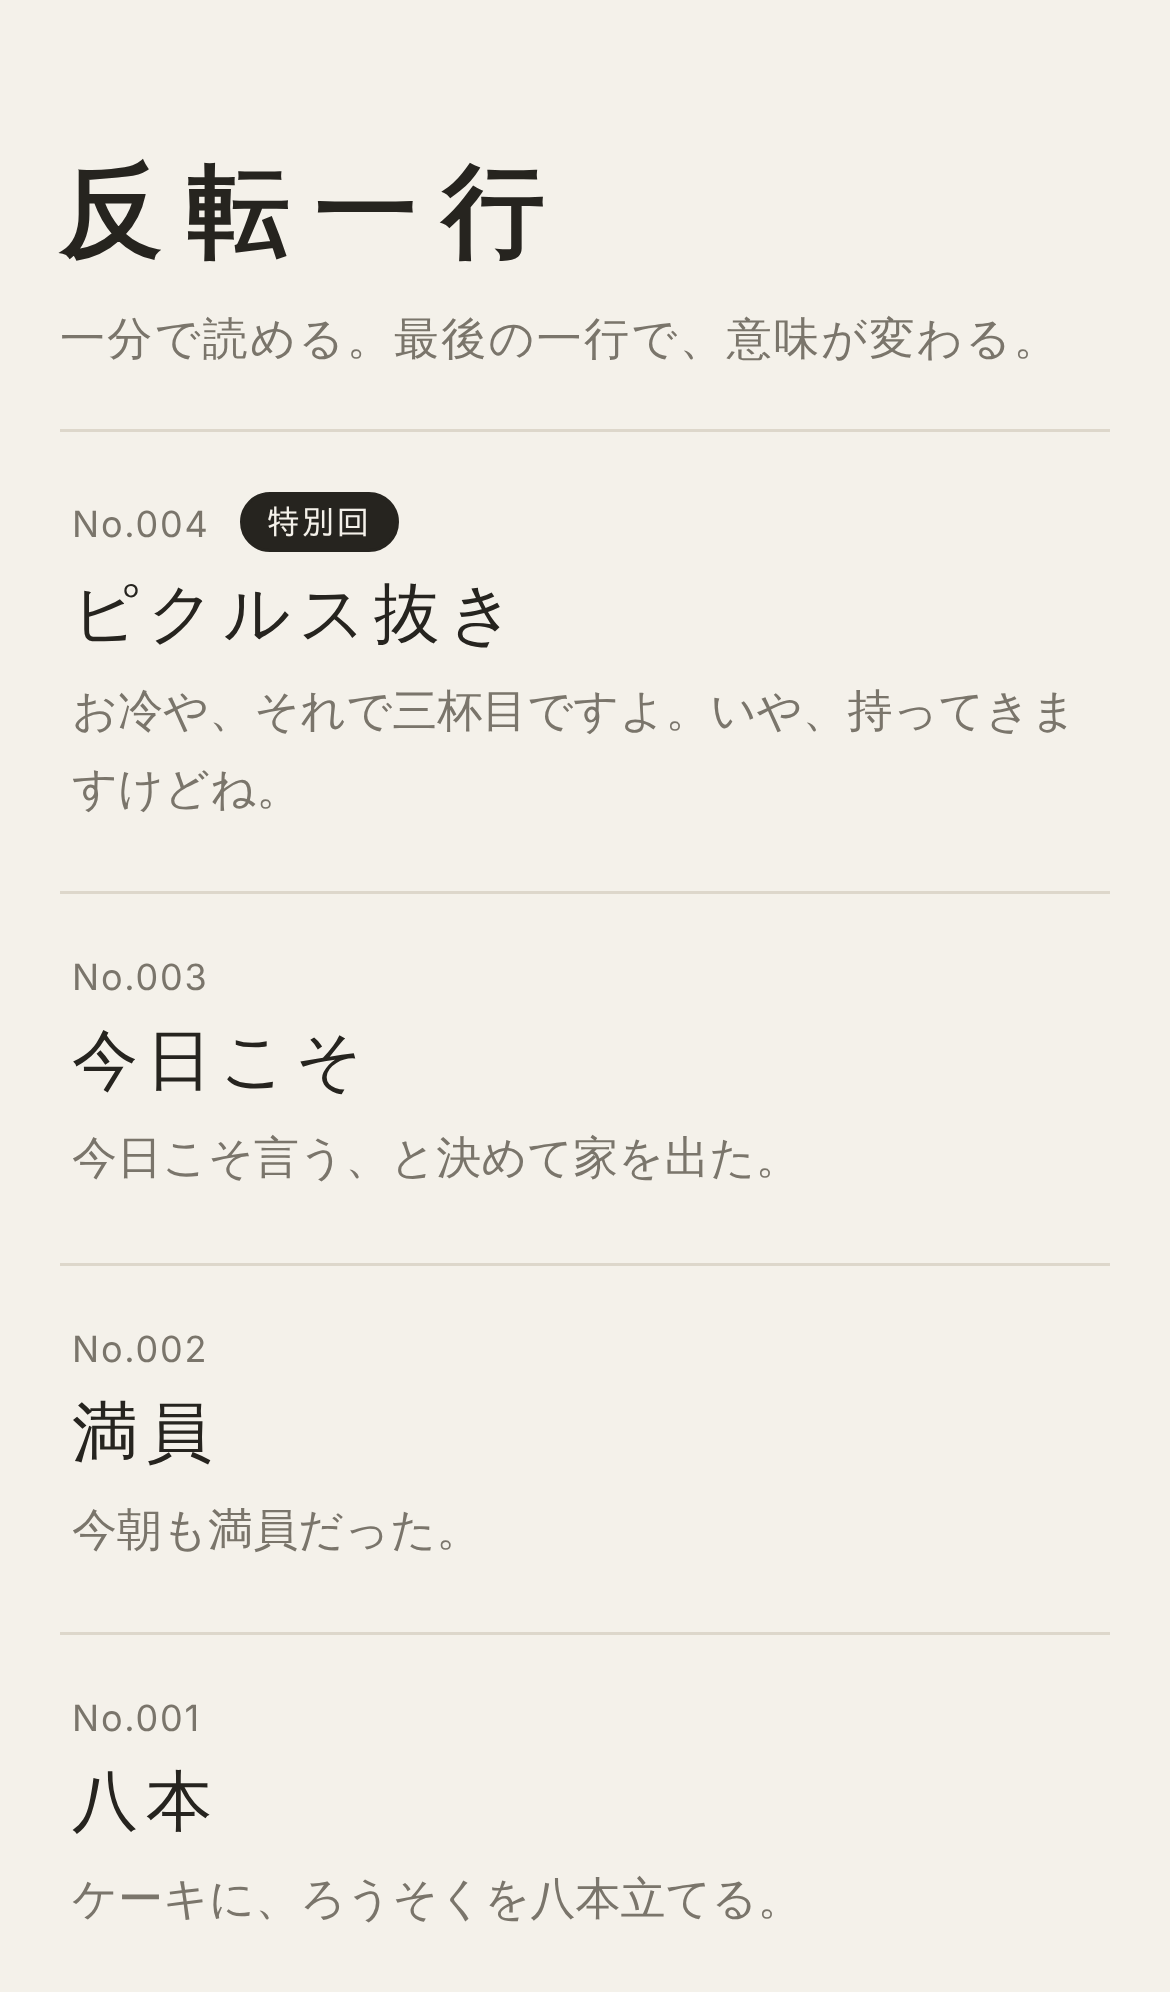 反転一行
一分で読める。最後の一行で、意味が変わる。
No.004 特別回
ピクルス抜き
お冷や、それで三杯目ですよ。いや、持ってきま
すけどね。
No.003
今日こそ
今日こそ言う、と決めて家を出た。
No.002
満員
今朝も満員だった。
No.001
八本
ケーキに、ろうそくを八本立てる。